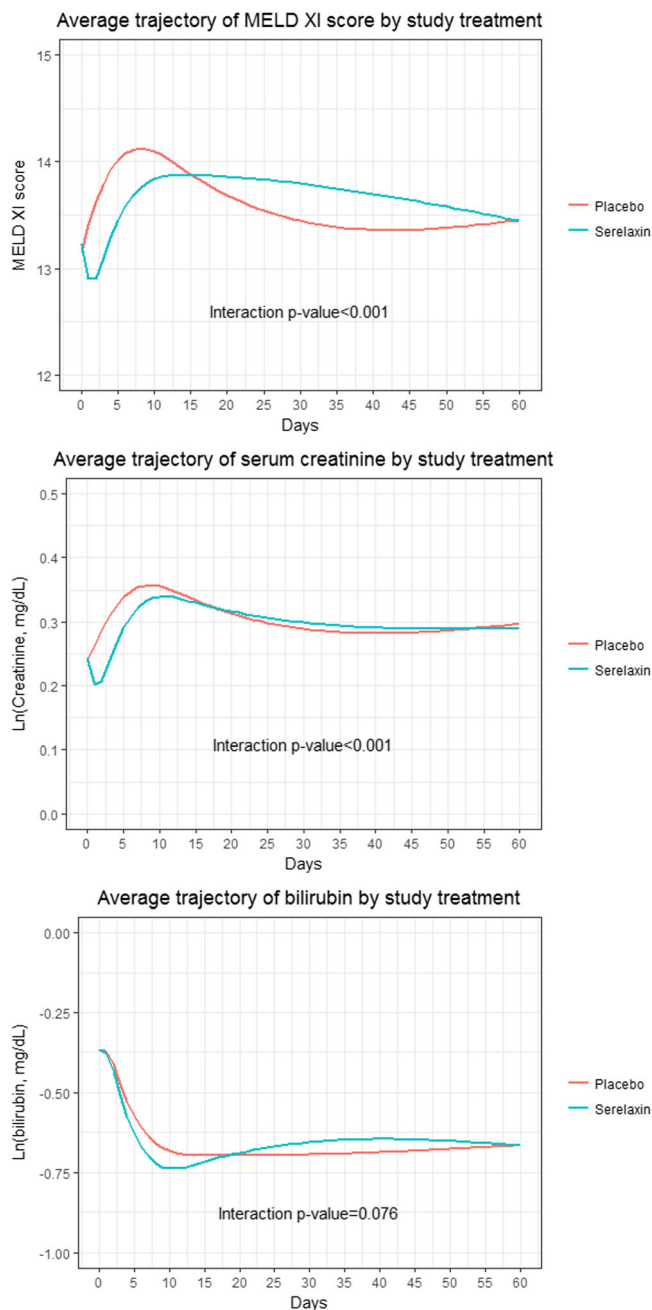 Average trajectory of MELD XI score by study treatment
15
14
13
12
MELD XI score
Interaction p-value<0.001
Placebo
Serelaxin
0 5 10 15 20 25 30 35 40 45 50 55 60
Days
Average trajectory of serum creatinine by study treatment
0.5
0.4
0.3
0.2
0.1
0.0
Ln(Creatinine, mg/dL)
Interaction p-value<0.001
Placebo
Serelaxin
0 5 10 15 20 25 30 35 40 45 50 55 60
Days
Average trajectory of bilirubin by study treatment
0.00
-0.25
-0.50
-0.75
-1.00
Ln(bilirubin, mg/dL)
Interaction p-value=0.076
Placebo
Serelaxin
0 5 10 15 20 25 30 35 40 45 50 55 60
Days